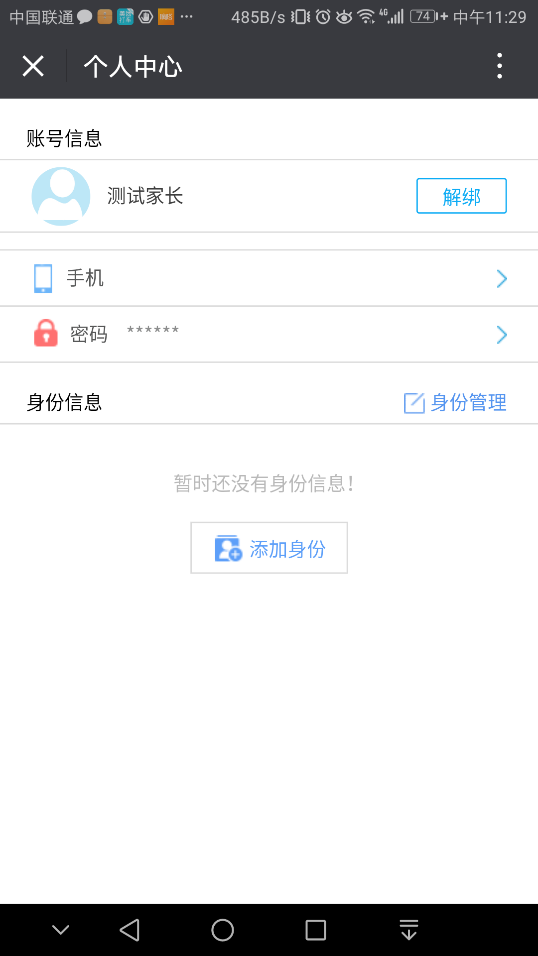 中国联通 485B/s 4G 74 中午11:29
个人中心
账号信息
测试家长 解绑
手机
密码 ******
身份信息 身份管理
暂时还没有身份信息!
添加身份